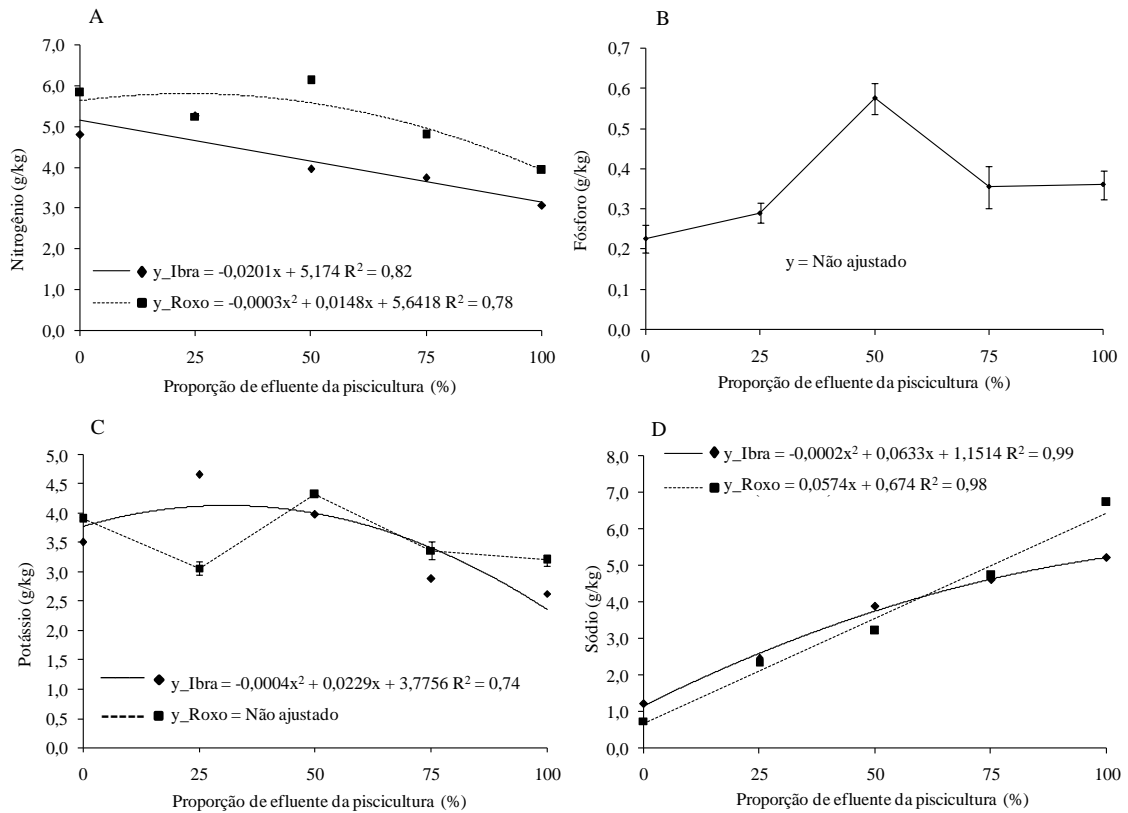 A
Nitrogênio (g/kg)
7,0
6,0
5,0
4,0
3,0
2,0
1,0
0,0
y_Ibra = -0,0201x + 5,174 R² = 0,82
y_Roxo = -0,0003x² + 0,0148x + 5,6418 R² = 0,78
0 25 50 75 100
Proporção de efluente da piscicultura (%)
B
Fósforo (g/kg)
0,7
0,6
0,5
0,4
0,3
0,2
0,1
0,0
y = Não ajustado
0 25 50 75 100
Proporção de efluente da piscicultura (%)
C
Potássio (g/kg)
5,0
4,5
4,0
3,5
3,0
2,5
2,0
1,5
1,0
0,5
0,0
y_Ibra = -0,0004x² + 0,0229x + 3,7756 R² = 0,74
y_Roxo = Não ajustado
0 25 50 75 100
Proporção de efluente da piscicultura (%)
D
Sódio (g/kg)
8,0
7,0
6,0
5,0
4,0
3,0
2,0
1,0
0,0
y_Ibra = -0,0002x² + 0,0633x + 1,1514 R² = 0,99
y_Roxo = 0,0574x + 0,674 R² = 0,98
0 25 50 75 100
Proporção de efluente da piscicultura (%)